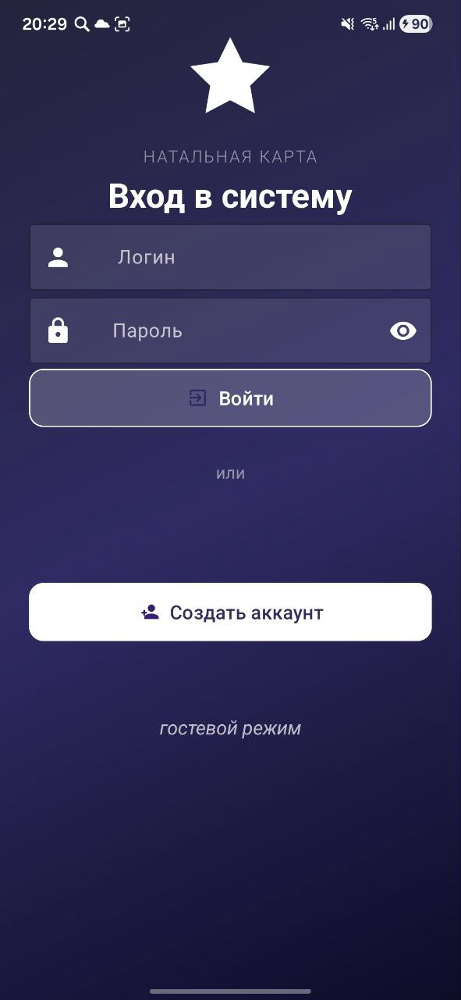 20:29
90
НАТАЛЬНАЯ КАРТА
Вход в систему
Логин
Пароль
Войти
или
Создать аккаунт
гостевой режим